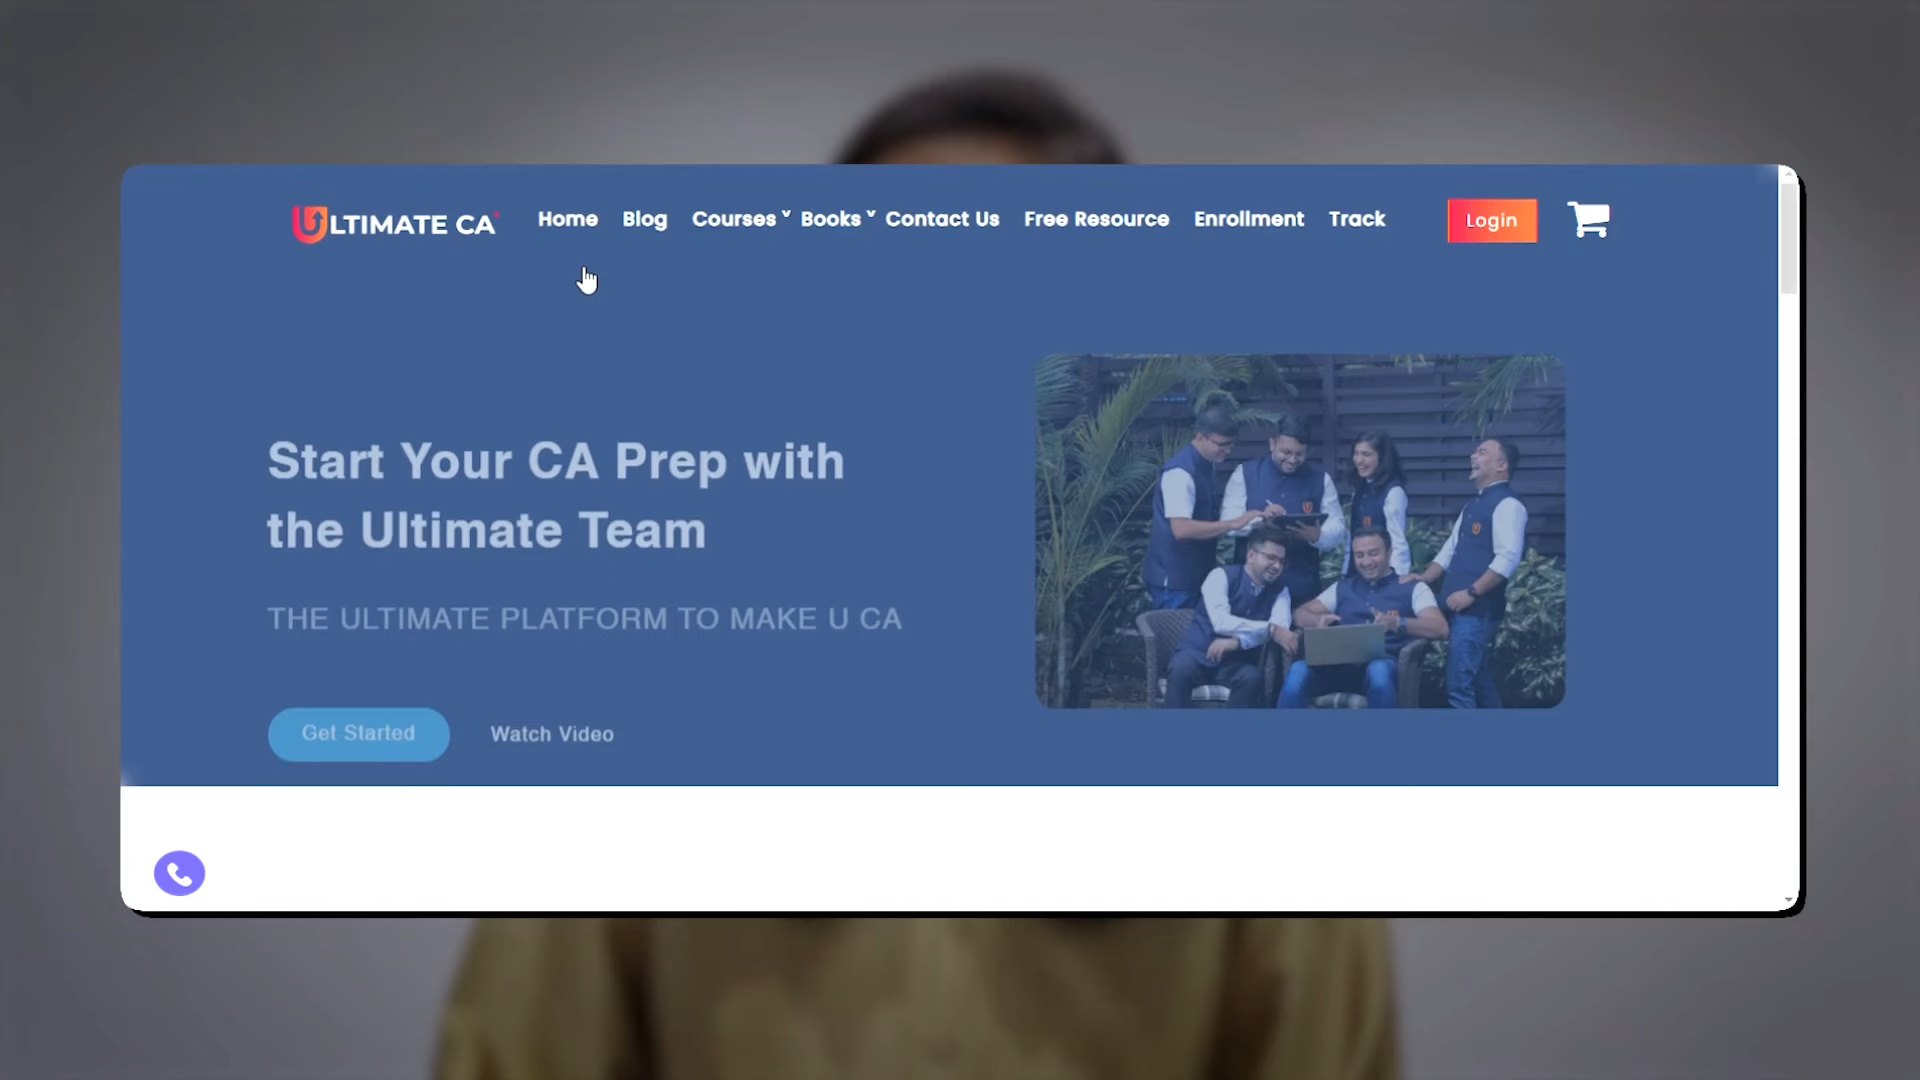 ULTIMATE CA
Home Blog Courses Books Contact Us Free Resource Enrollment Track Login
Start Your CA Prep with
the Ultimate Team
THE ULTIMATE PLATFORM TO MAKE U CA
Get Started Watch Video